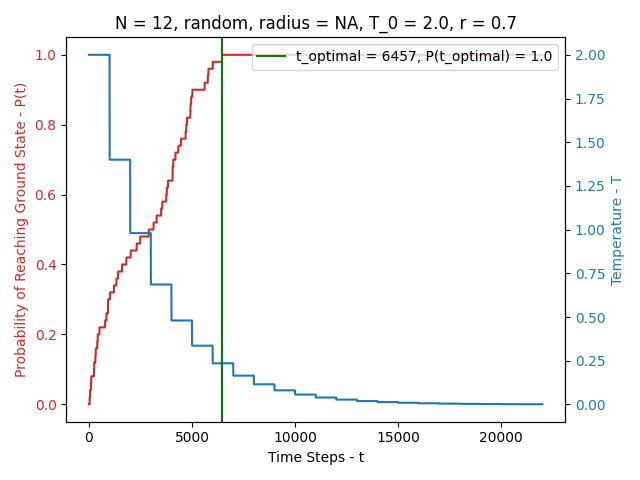 N = 12, random, radius = NA, T_0 = 2.0, r = 0.7
t_optimal = 6457, P(t_optimal) = 1.0
Probability of Reaching Ground State - P(t)
1.0
0.8
0.6
0.4
0.2
0.0
2.00
1.75
1.50
1.25
1.00
0.75
0.50
0.25
0.00
Temperature - T
0 5000 10000 15000 20000
Time Steps - t